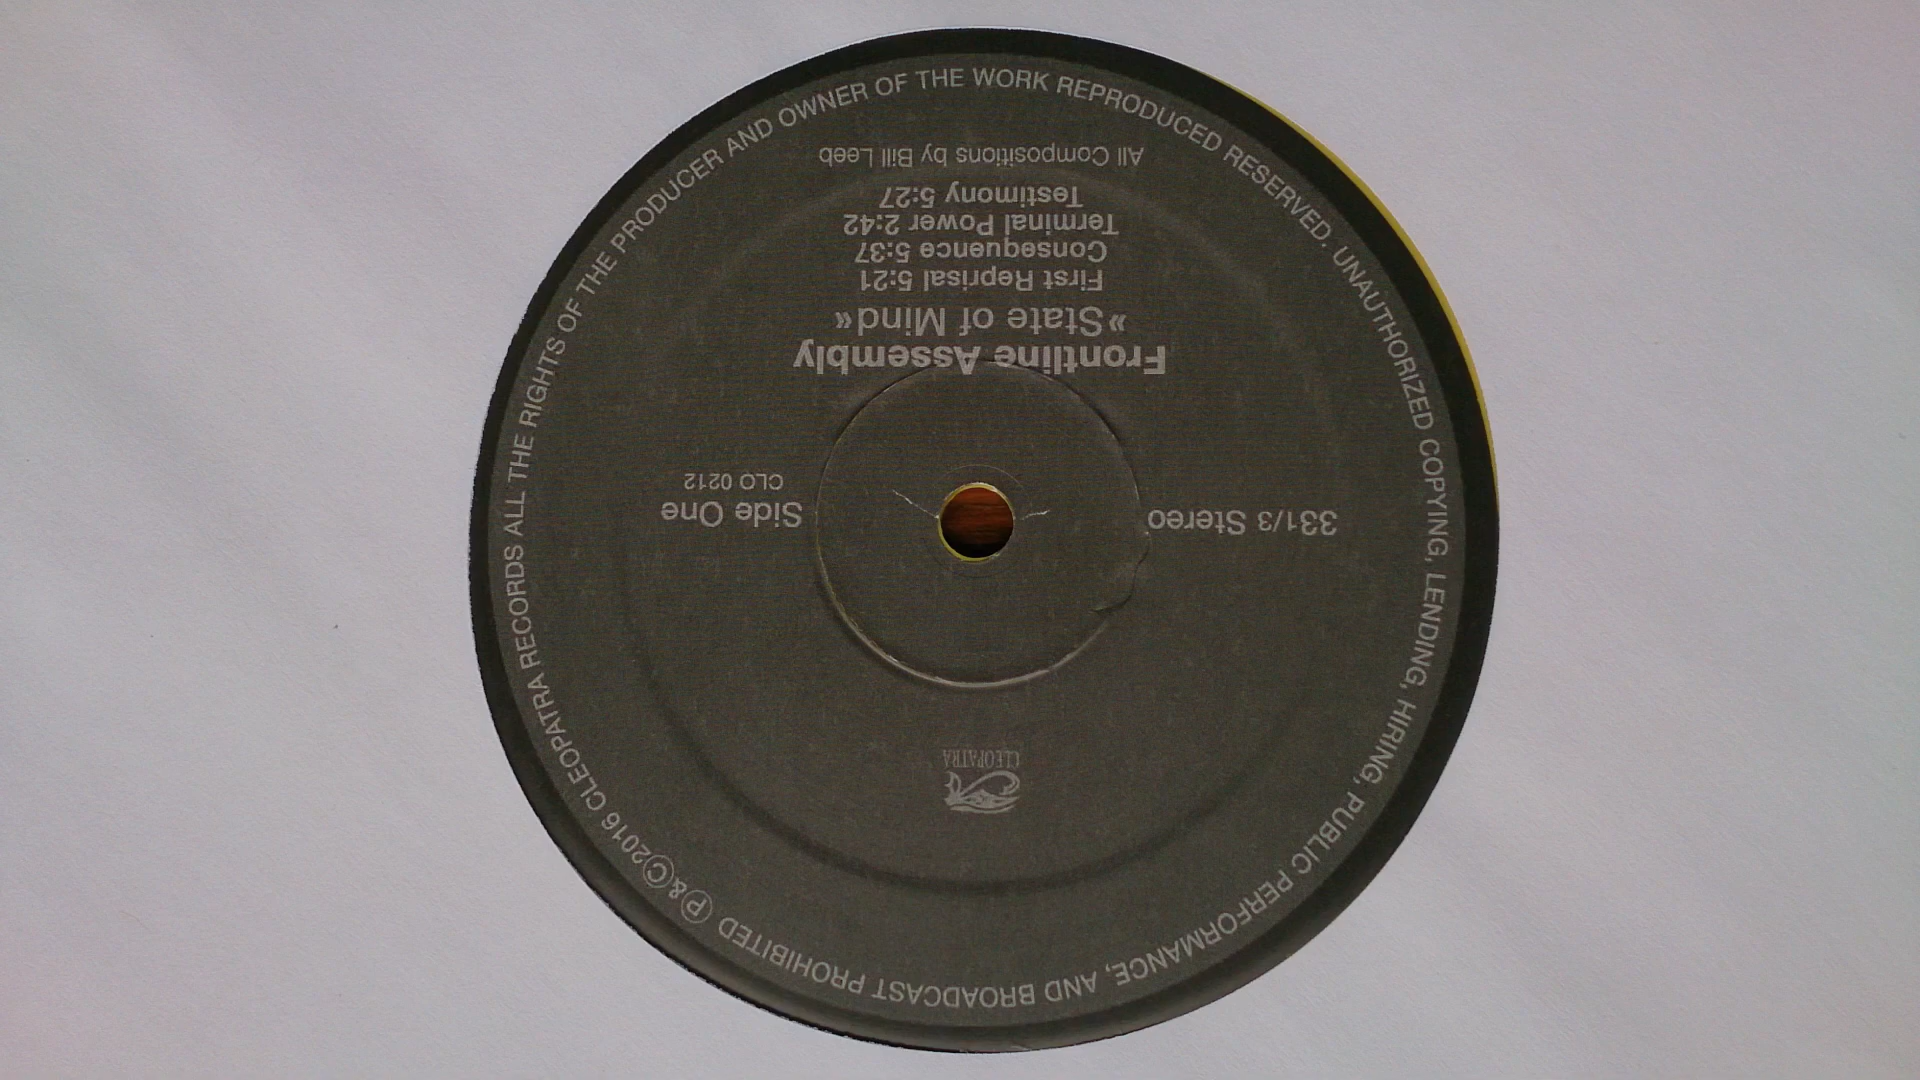 CLEOPATRA
33 1/3 Stereo
Side One
CLO 0212
Frontline Assembly
»State of Mind«
First Reprisal 5:21
Consequence 5:37
Terminal Power 2:42
Testimony 5:27
All Compositions by Bill Leeb
Ⓟ&Ⓒ2016 CLEOPATRA RECORDS ALL THE RIGHTS OF THE PRODUCER AND OWNER OF THE WORK REPRODUCED RESERVED. UNAUTHORIZED COPYING, LENDING, HIRING, PUBLIC PERFORMANCE, AND BROADCAST PROHIBITED